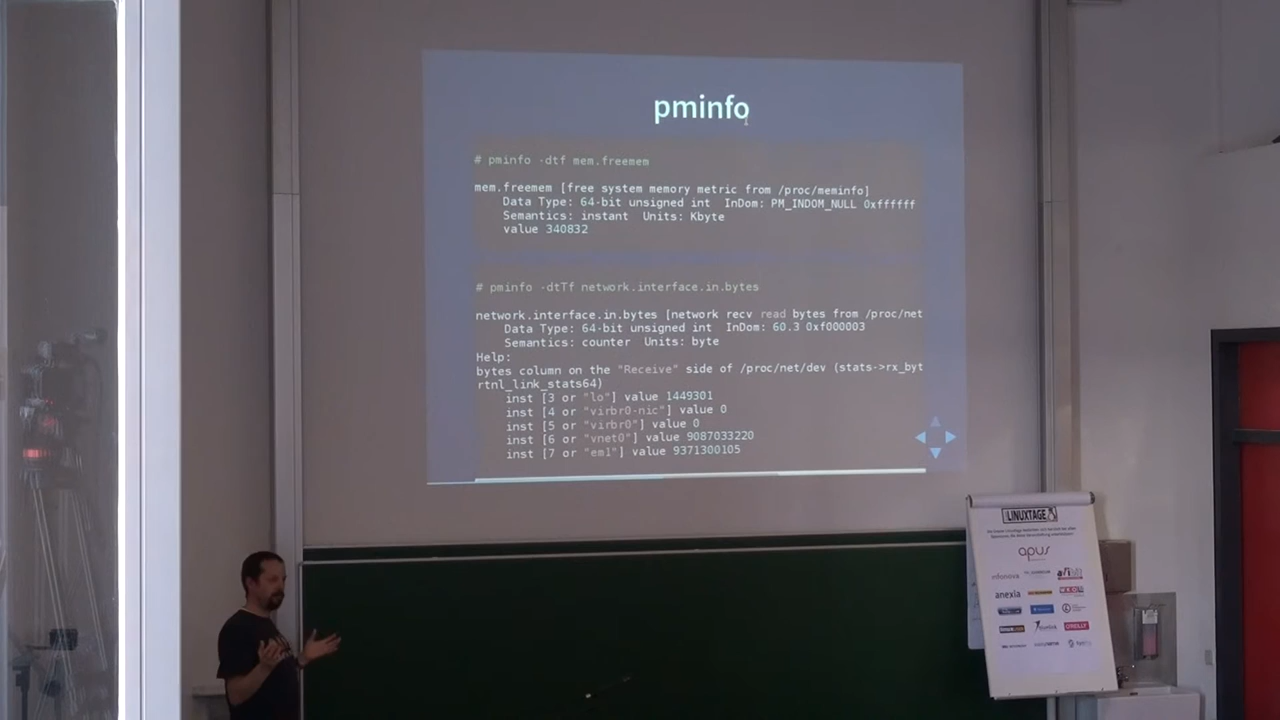 pminfo
# pminfo -dtf mem.freemem
mem.freemem [free system memory metric from /proc/meminfo]
Data Type: 64-bit unsigned int InDom: PM_INDOM_NULL 0xffffff
Semantics: instant Units: Kbyte
value 340832
# pminfo -dtTf network.interface.in.bytes
network.interface.in.bytes [network recv read bytes from /proc/net
Data Type: 64-bit unsigned int InDom: 60.3 0xf000003
Semantics: counter Units: byte
Help:
bytes column on the "Receive" side of /proc/net/dev (stats->rx_byt
rtnl_link_stats64)
inst [3 or "lo"] value 1449301
inst [4 or "virbr0-nic"] value 0
inst [5 or "virbr0"] value 0
inst [6 or "vnet0"] value 9087033220
inst [7 or "em1"] value 9371300105
LINUXTAGE
apus
infonova
anexia
O'REILLY